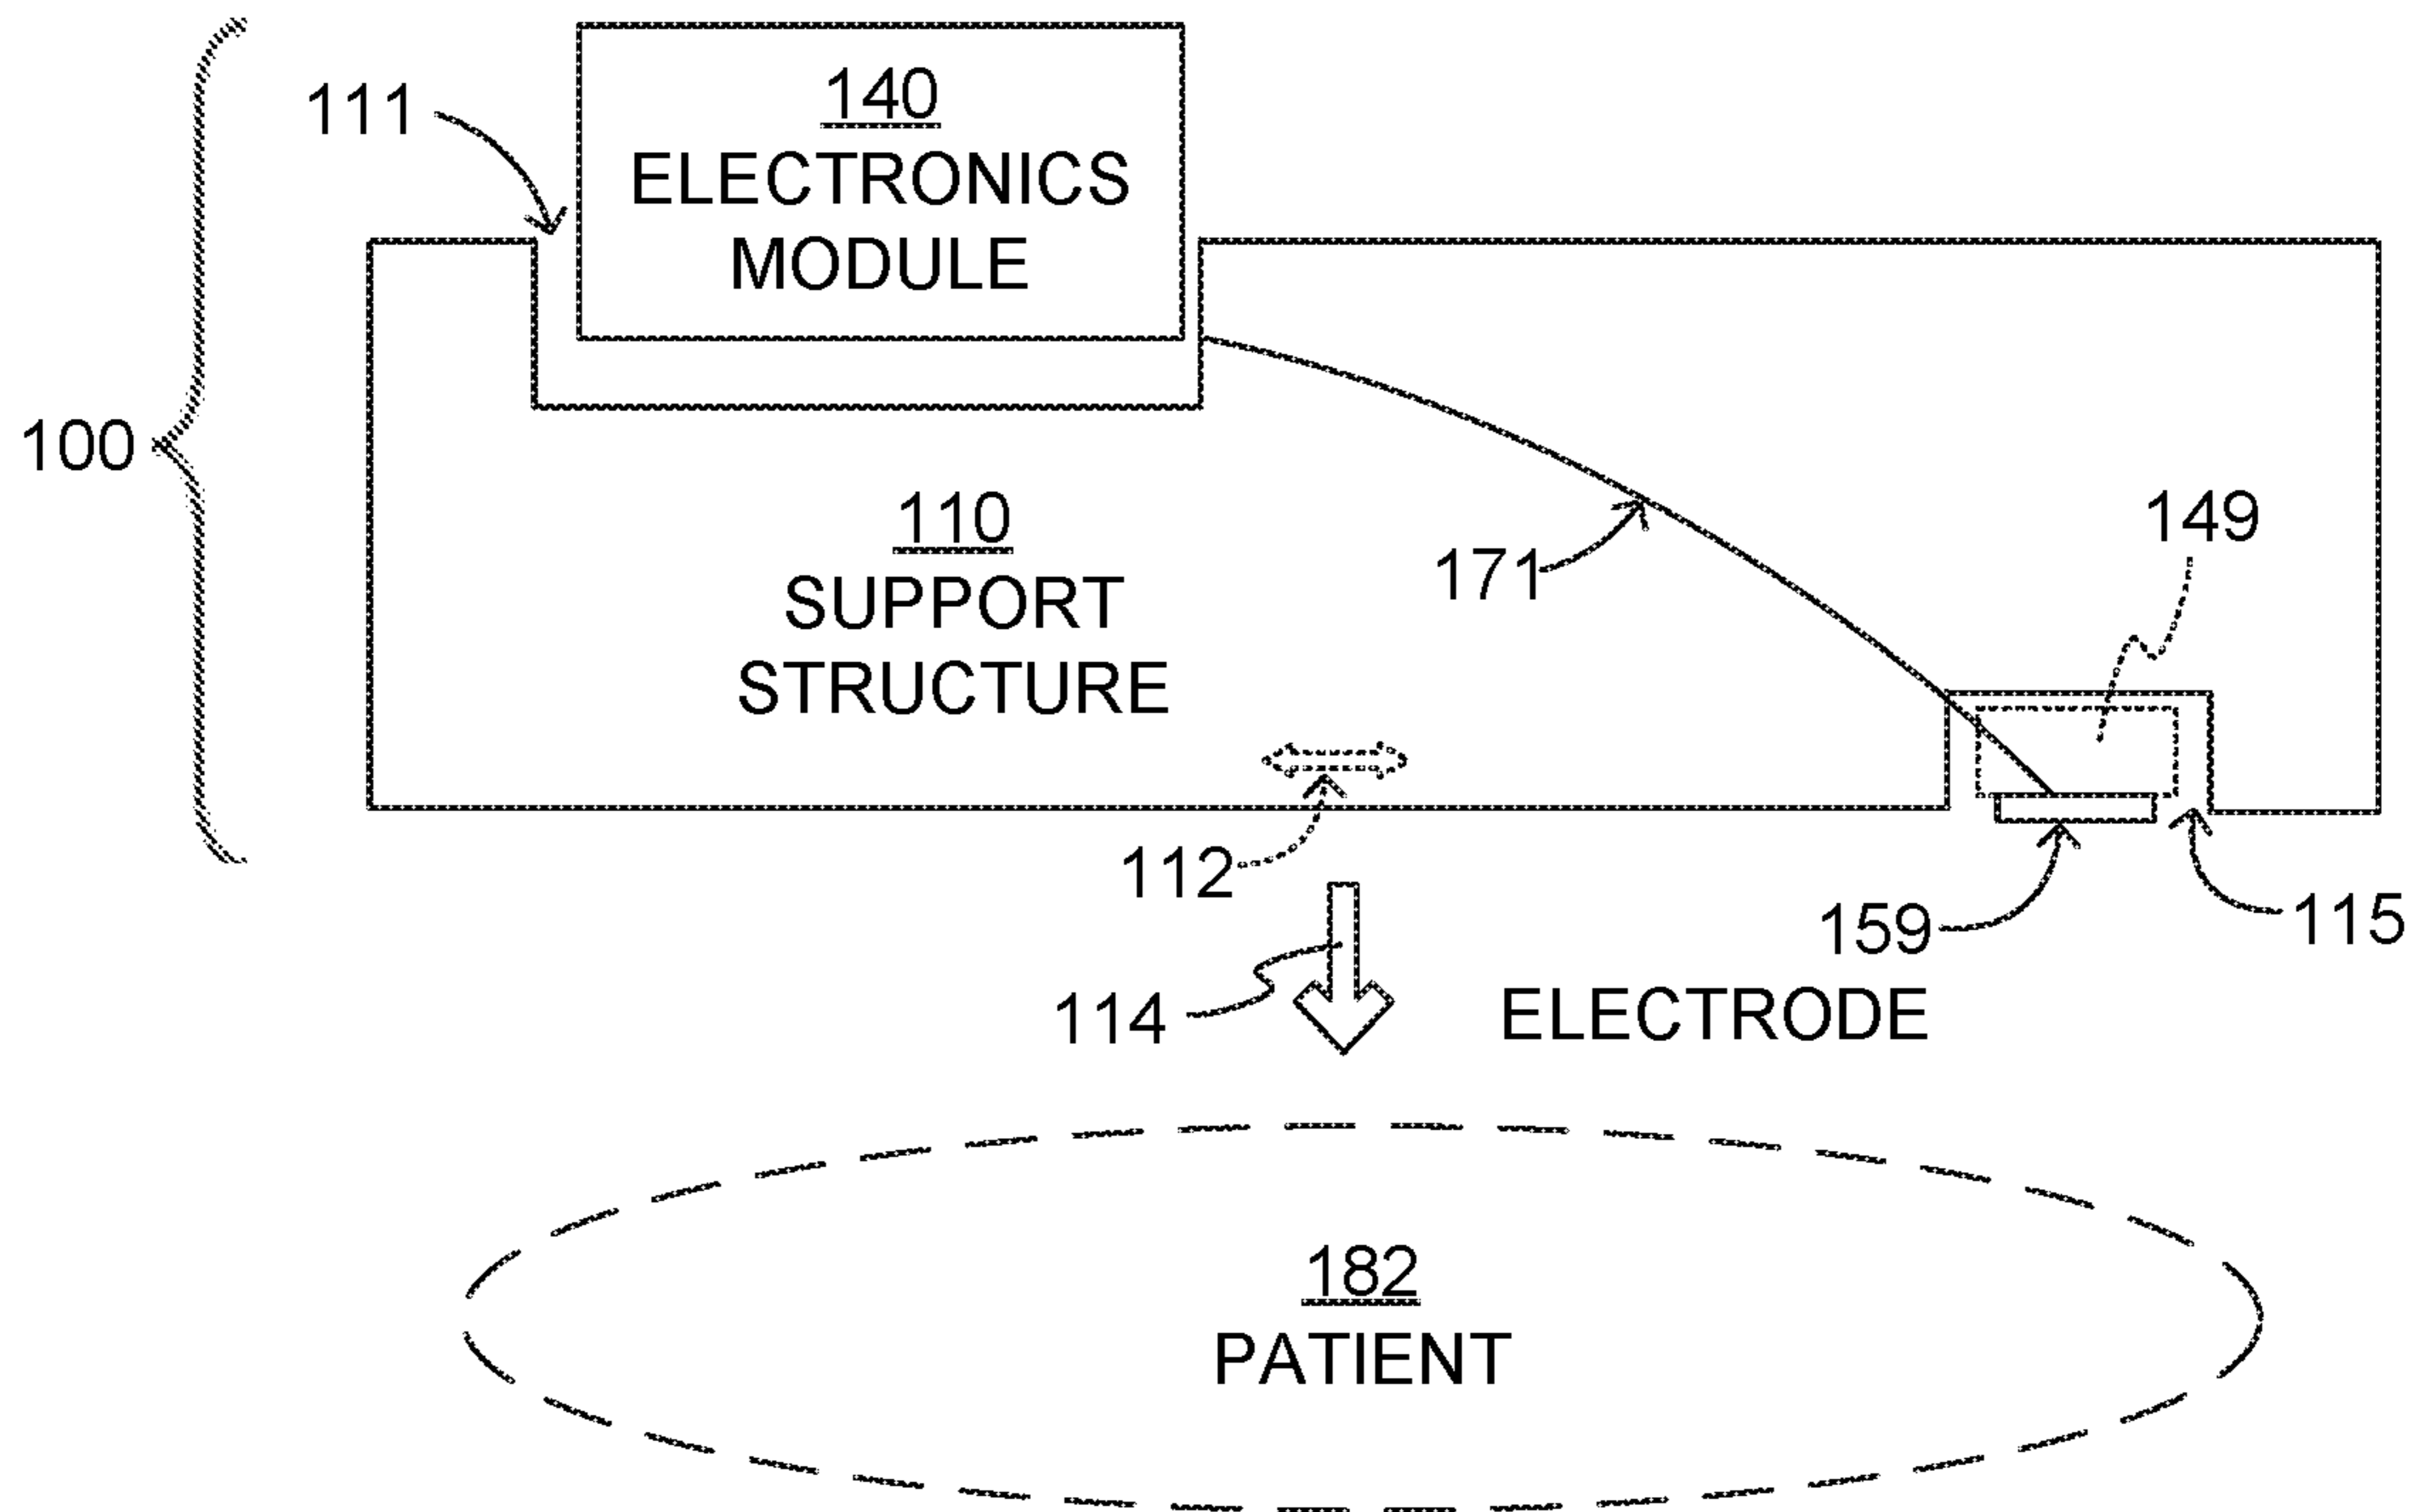 140
ELECTRONICS
MODULE
111
100
110
SUPPORT
STRUCTURE
171
149
112
159
115
114
ELECTRODE
182
PATIENT